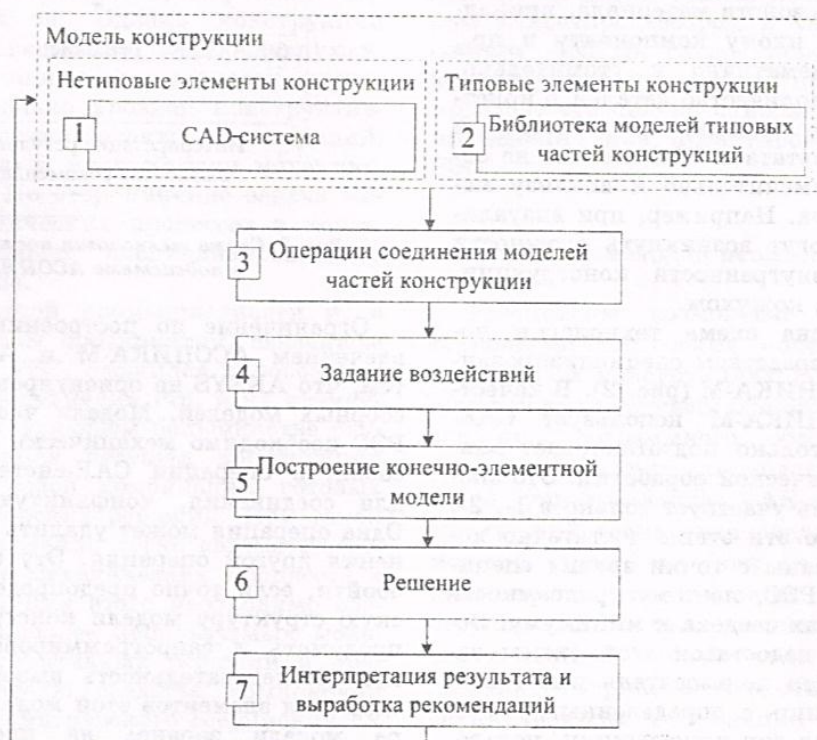 Модель конструкции
Нетиповые элементы конструкции
1
CAD-система
Типовые элементы конструкции
2
Библиотека моделей типовых
частей конструкций
3
Операции соединения моделей
частей конструкции
4
Задание воздействий
5
Построение конечно-элементной
модели
6
Решение
7
Интерпретация результата и
выработка рекомендаций